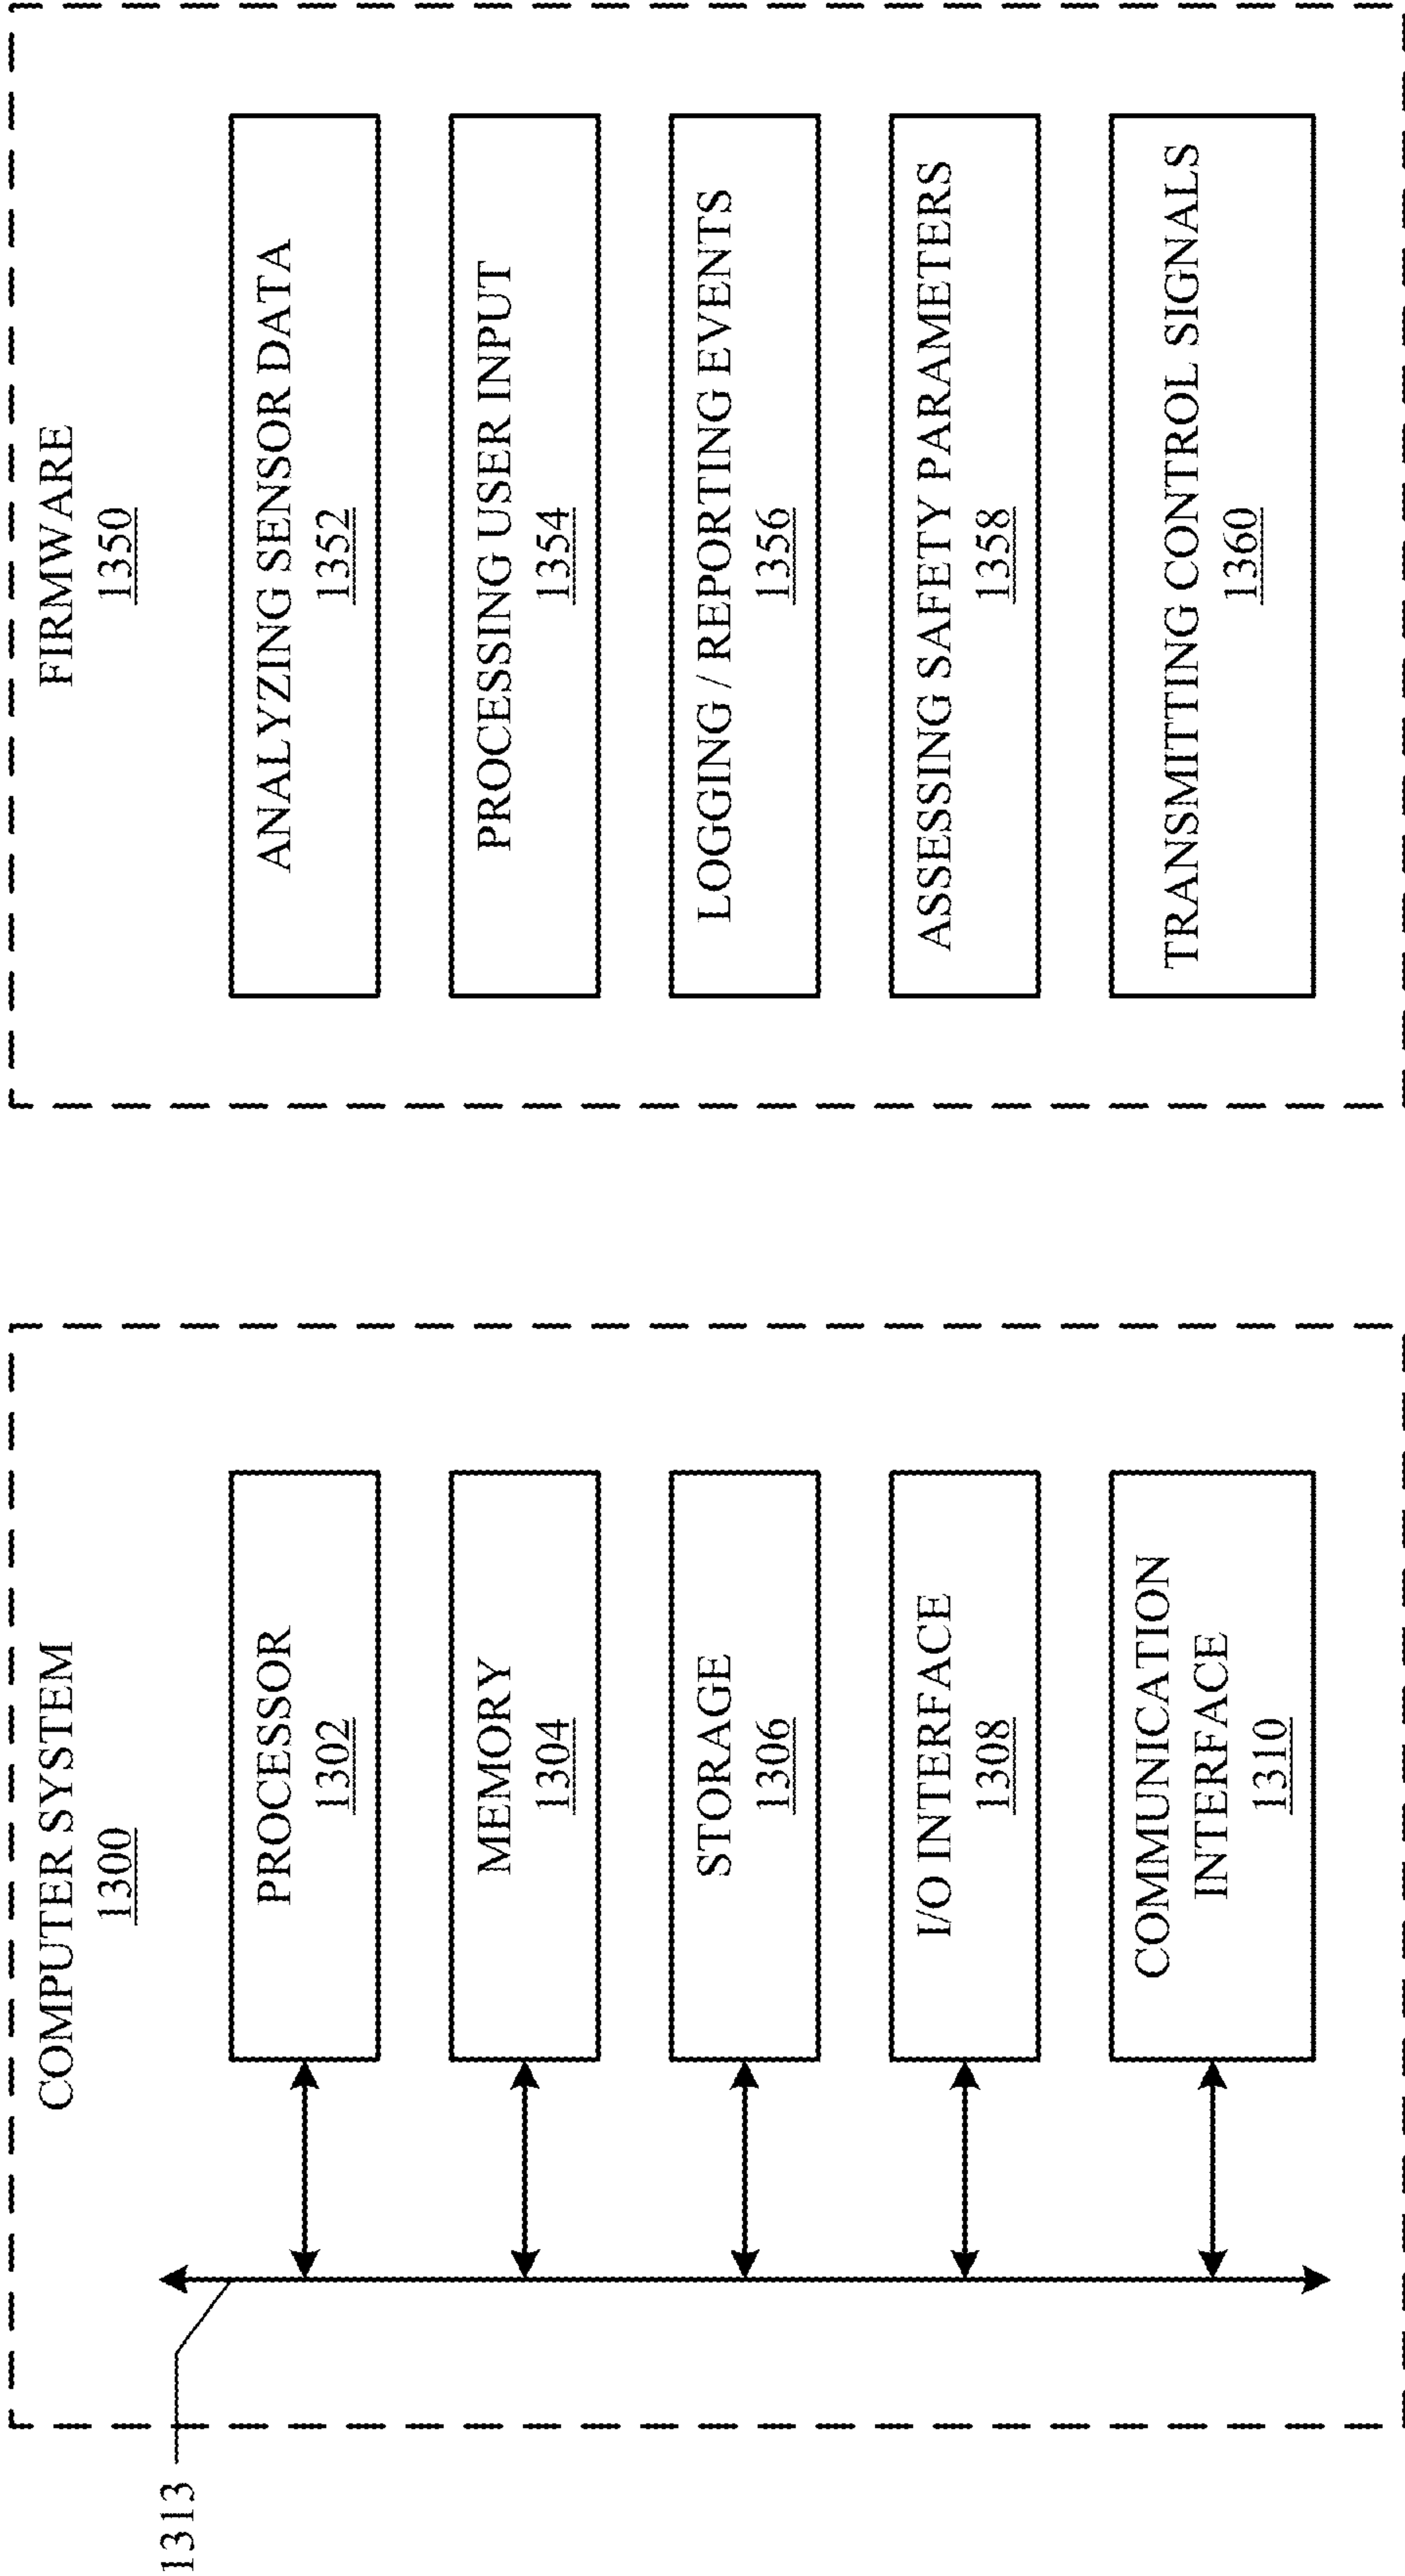 COMPUTER SYSTEM
1300
1313
PROCESSOR
1302
MEMORY
1304
STORAGE
1306
I/O INTERFACE
1308
COMMUNICATION
INTERFACE
1310
FIRMWARE
1350
ANALYZING SENSOR DATA
1352
PROCESSING USER INPUT
1354
LOGGING / REPORTING EVENTS
1356
ASSESSING SAFETY PARAMETERS
1358
TRANSMITTING CONTROL SIGNALS
1360